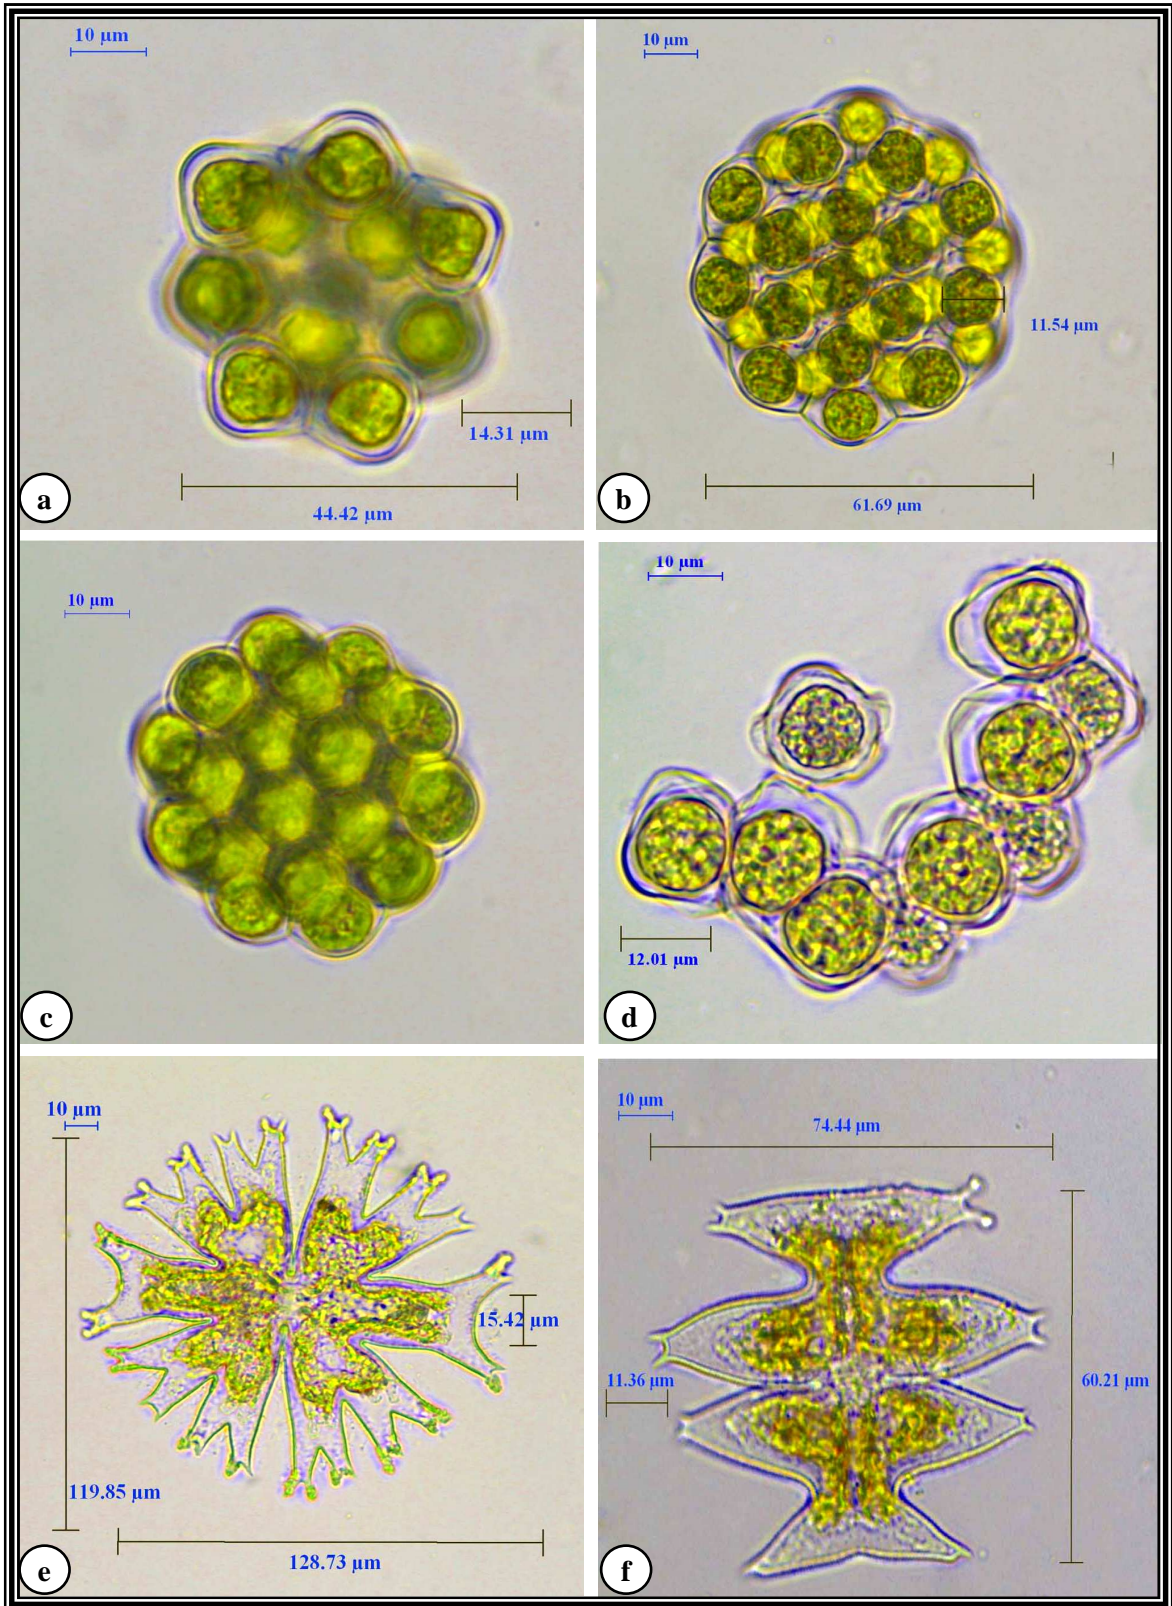 10 µm
14.31 µm
44.42 µm
a
10 µm
11.54 µm
61.69 µm
b
10 µm
c
10 µm
12.01 µm
d
10 µm
15.42 µm
119.85 µm
128.73 µm
e
10 µm
74.44 µm
11.36 µm
60.21 µm
f